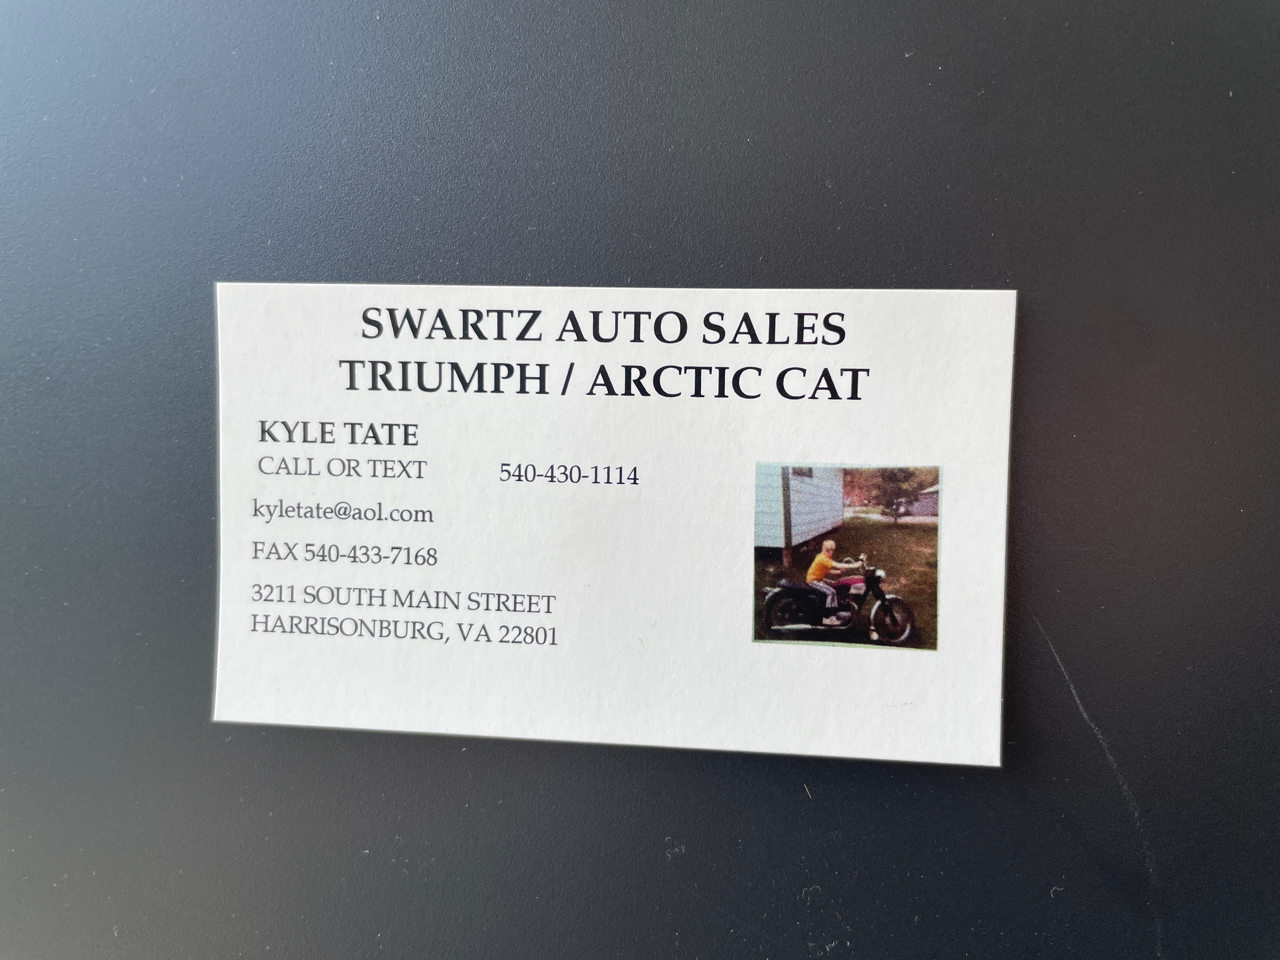 SWARTZ AUTO SALES
TRIUMPH / ARCTIC CAT
KYLE TATE
CALL OR TEXT 540-430-1114
kyletate@aol.com
FAX 540-433-7168
3211 SOUTH MAIN STREET
HARRISONBURG, VA 22801